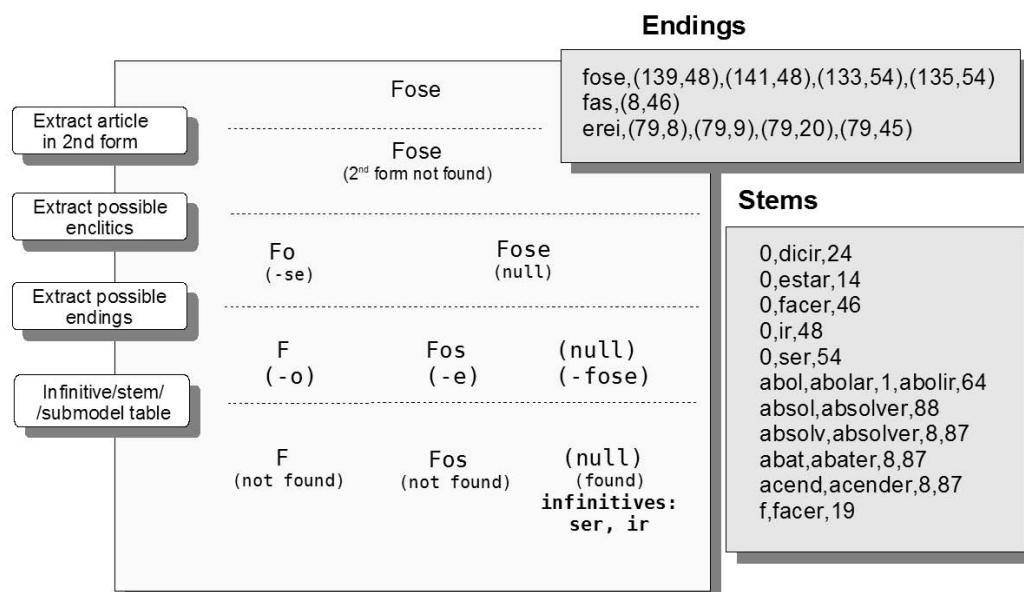 Endings
fose,(139,48),(141,48),(133,54),(135,54)
fas,(8,46)
erei,(79,8),(79,9),(79,20),(79,45)
Extract article
in 2nd form
Fose
Fose
(2nd form not found)
Extract possible
enclitics
Fo Fose
(-se) (null)
Extract possible
endings
F Fos (null)
(-o) (-e) (-fose)
Infinitive/stem/
/submodel table
F Fos (null)
(not found) (not found) (found)
infinitives:
ser, ir
Stems
0,dicir,24
0,estar,14
0,facer,46
0,ir,48
0,ser,54
abol,abolar,1,abolir,64
absol,absolver,88
absolv,absolver,8,87
abat,abater,8,87
acend,acender,8,87
f,facer,19